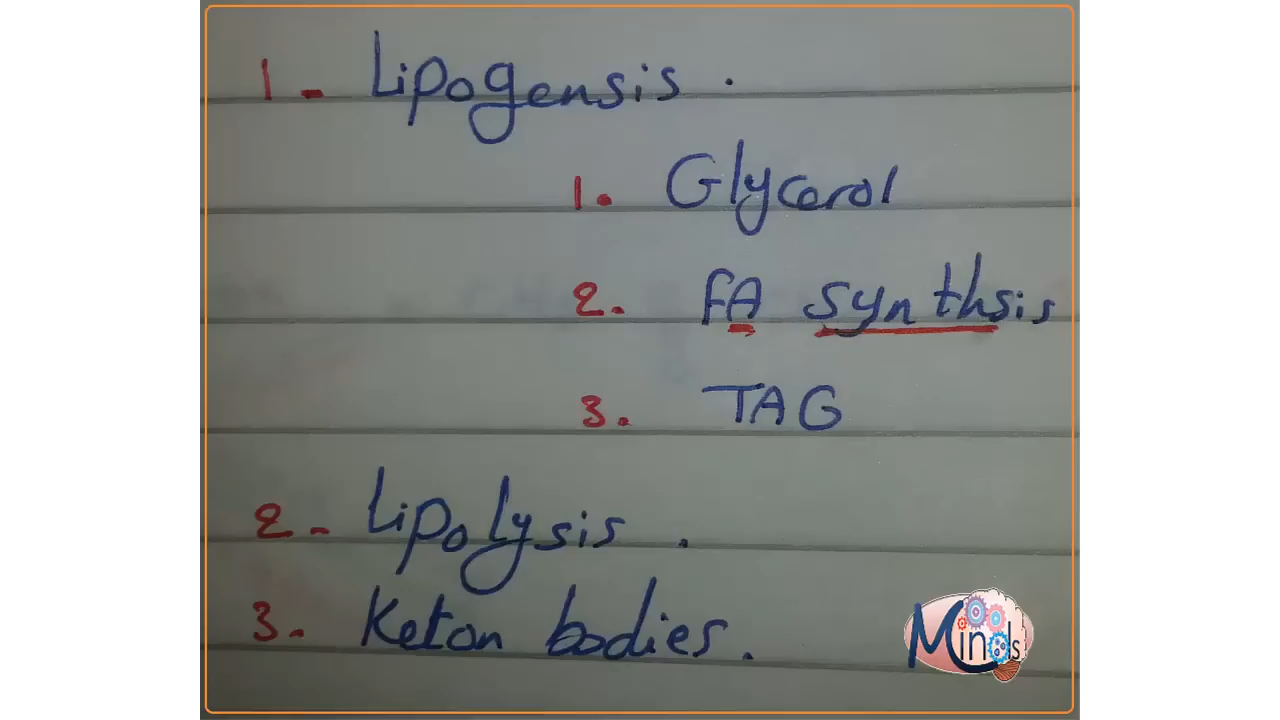 1- Lipogensis.
1. Glycerol
2. FA synthsis
3. TAG
2- Lipolysis.
3. Keton bodies.
Minds